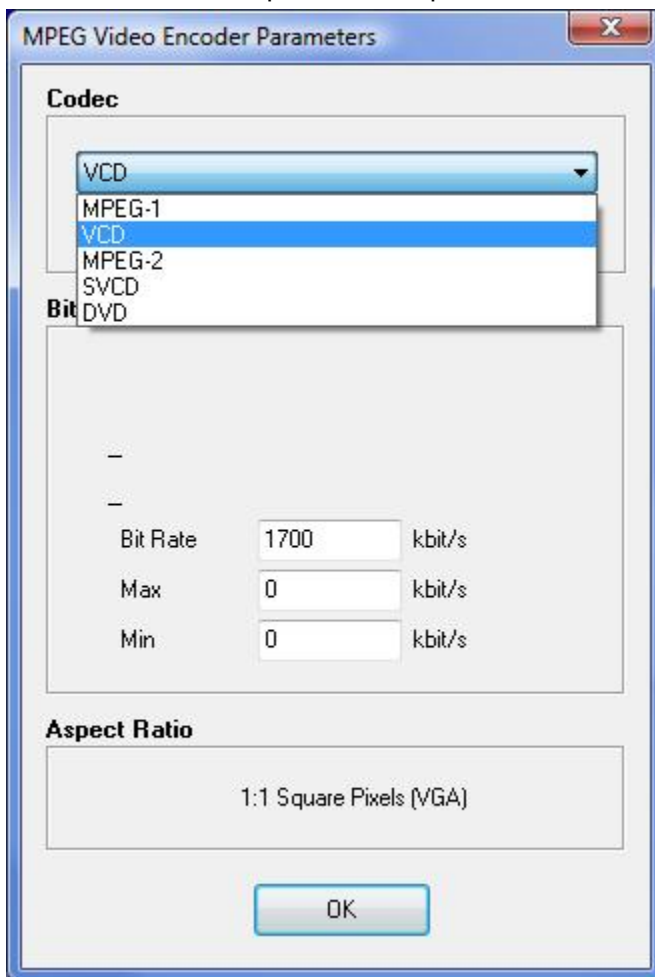 MPEG Video Encoder Parameters
Codec
VCD
MPEG-1
VCD
MPEG-2
SVCD
DVD
Bit
Bit Rate 1700 kbit/s
Max 0 kbit/s
Min 0 kbit/s
Aspect Ratio
1:1 Square Pixels (VGA)
OK